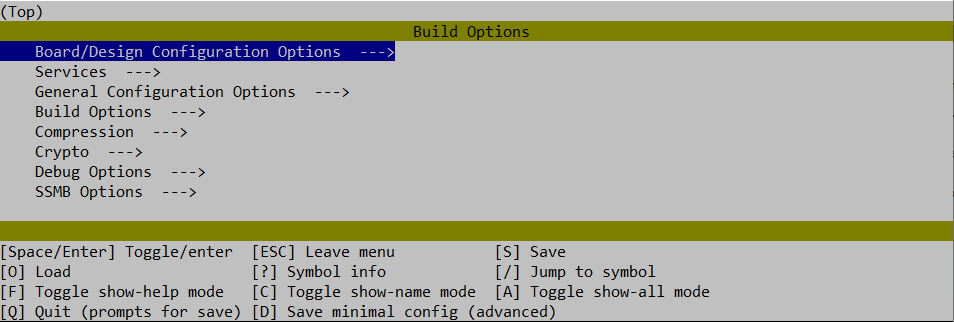 (Top)
Build Options
Board/Design Configuration Options  --->
Services  --->
General Configuration Options  --->
Build Options  --->
Compression  --->
Crypto  --->
Debug Options  --->
SSMB Options  --->
[Space/Enter] Toggle/enter  [ESC] Leave menu           [S] Save
[O] Load                    [?] Symbol info            [/] Jump to symbol
[F] Toggle show-help mode   [C] Toggle show-name mode  [A] Toggle show-all mode
[Q] Quit (prompts for save) [D] Save minimal config (advanced)